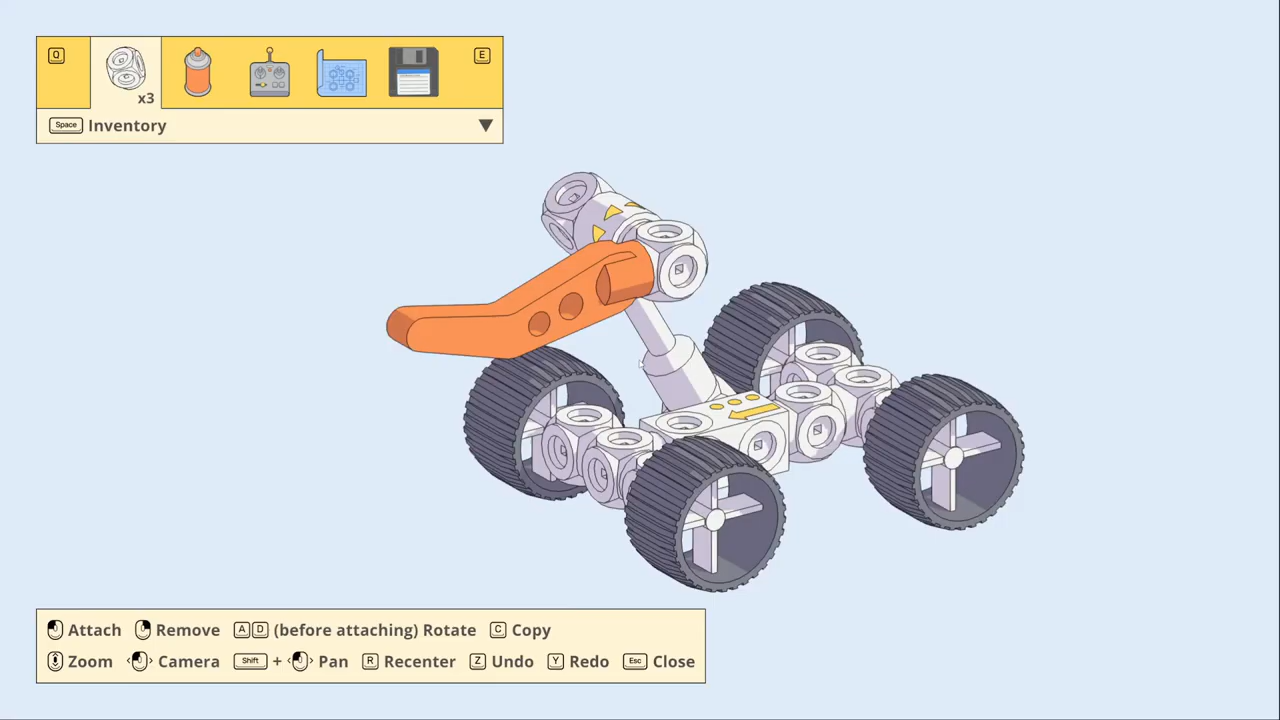 Q
E
x3
Space Inventory
Attach Remove A D (before attaching) Rotate C Copy
Zoom Camera Shift + Pan R Recenter Z Undo Y Redo Esc Close